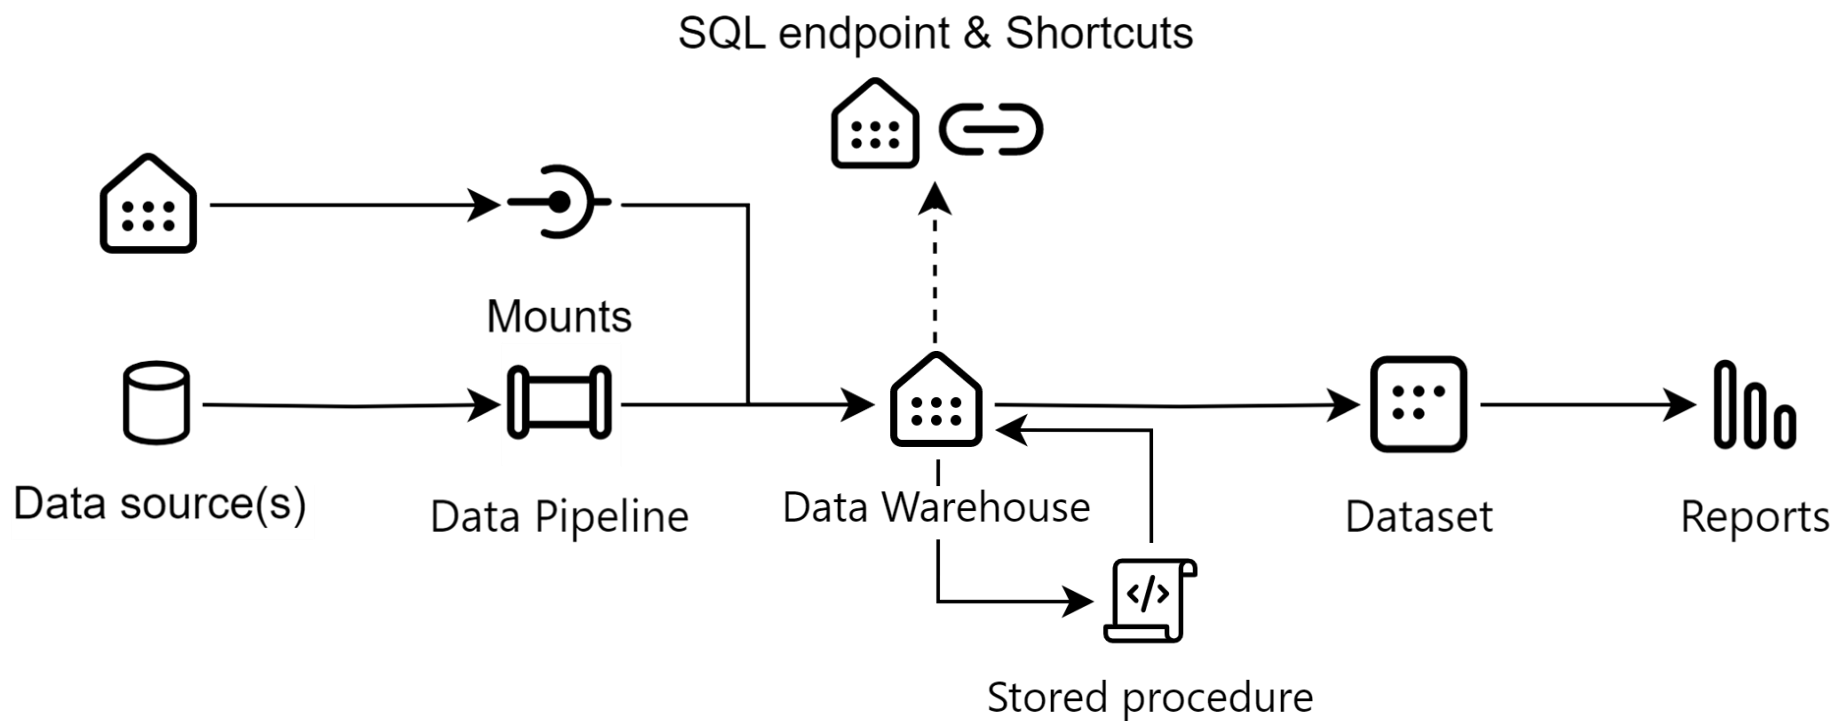 SQL endpoint & Shortcuts
Mounts
Data source(s)
Data Pipeline
Data Warehouse
Dataset
Reports
</>
Stored procedure